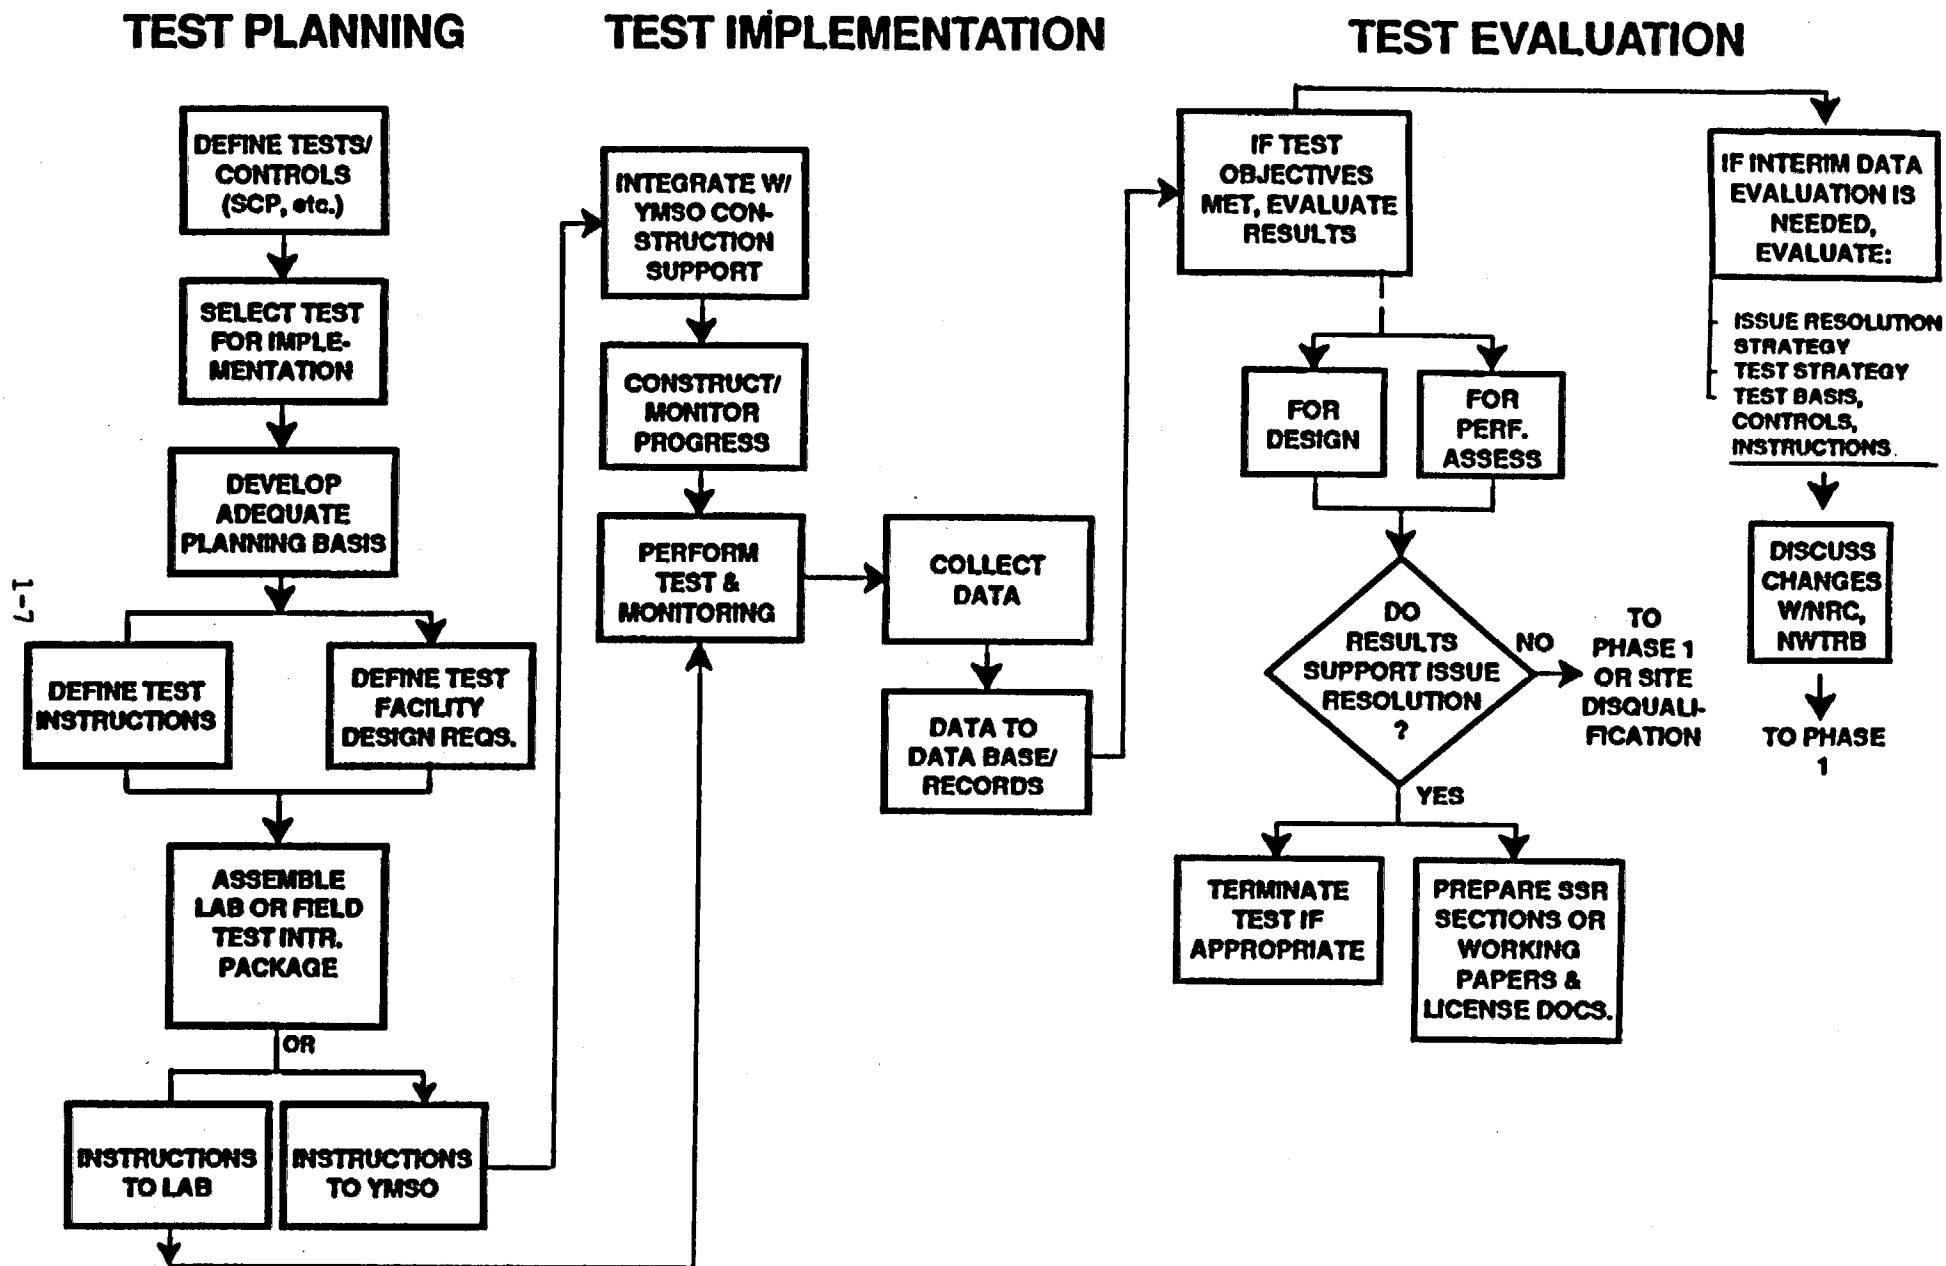 TEST PLANNING
DEFINE TESTS/
CONTROLS
(SCP, etc.)
SELECT TEST
FOR IMPLE-
MENTATION
DEVELOP
ADEQUATE
PLANNING BASIS
DEFINE TEST
INSTRUCTIONS
DEFINE TEST
FACILITY
DESIGN REQS.
ASSEMBLE
LAB OR FIELD
TEST INTR.
PACKAGE
OR
INSTRUCTIONS
TO LAB
INSTRUCTIONS
TO YMSO
1-7
TEST IMPLEMENTATION
INTEGRATE W/
YMSO CON-
STRUCTION
SUPPORT
CONSTRUCT/
MONITOR
PROGRESS
PERFORM
TEST &
MONITORING
COLLECT
DATA
DATA TO
DATA BASE/
RECORDS
TEST EVALUATION
IF TEST
OBJECTIVES
MET, EVALUATE
RESULTS
FOR
DESIGN
FOR
PERF.
ASSESS
DO
RESULTS
SUPPORT ISSUE
RESOLUTION
?
NO
TO
PHASE 1
OR SITE
DISQUALI-
FICATION
YES
TERMINATE
TEST IF
APPROPRIATE
PREPARE SSR
SECTIONS OR
WORKING
PAPERS &
LICENSE DOCS.
IF INTERIM DATA
EVALUATION IS
NEEDED,
EVALUATE:
- ISSUE RESOLUTION
STRATEGY
- TEST STRATEGY
- TEST BASIS,
CONTROLS,
INSTRUCTIONS
DISCUSS
CHANGES
W/NRC,
NWTRB
TO PHASE
1